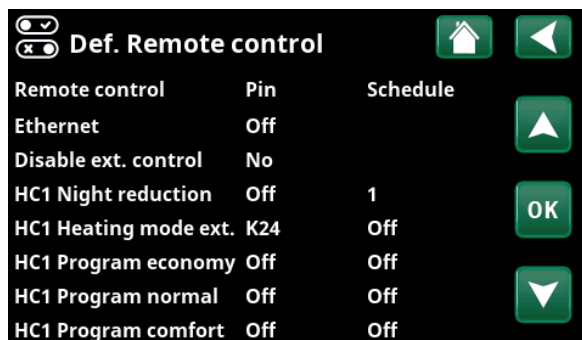 Def. Remote control
Remote control Pin Schedule
Ethernet Off
Disable ext. control No
HC1 Night reduction Off 1
OK
HC1 Heating mode ext. K24 Off
HC1 Program economy Off Off
HC1 Program normal Off Off
HC1 Program comfort Off Off